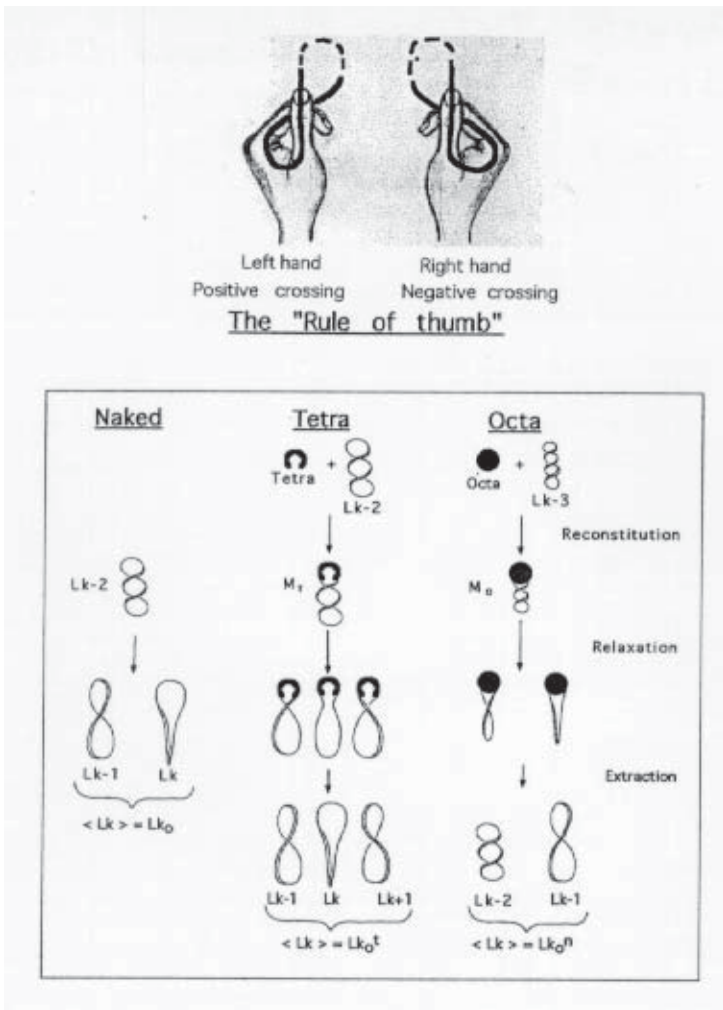 Left hand
Positive crossing
Right hand
Negative crossing
The "Rule of thumb"
Naked
Lk-2
Lk-1 Lk
< Lk > = Lko
Tetra
Tetra
+
Lk-2
MT
Lk-1 Lk Lk+1
< Lk > = Lkot
Octa
Octa
+
Lk-3
Mo
Lk-2 Lk-1
< Lk > = Lkon
Reconstitution
Relaxation
Extraction